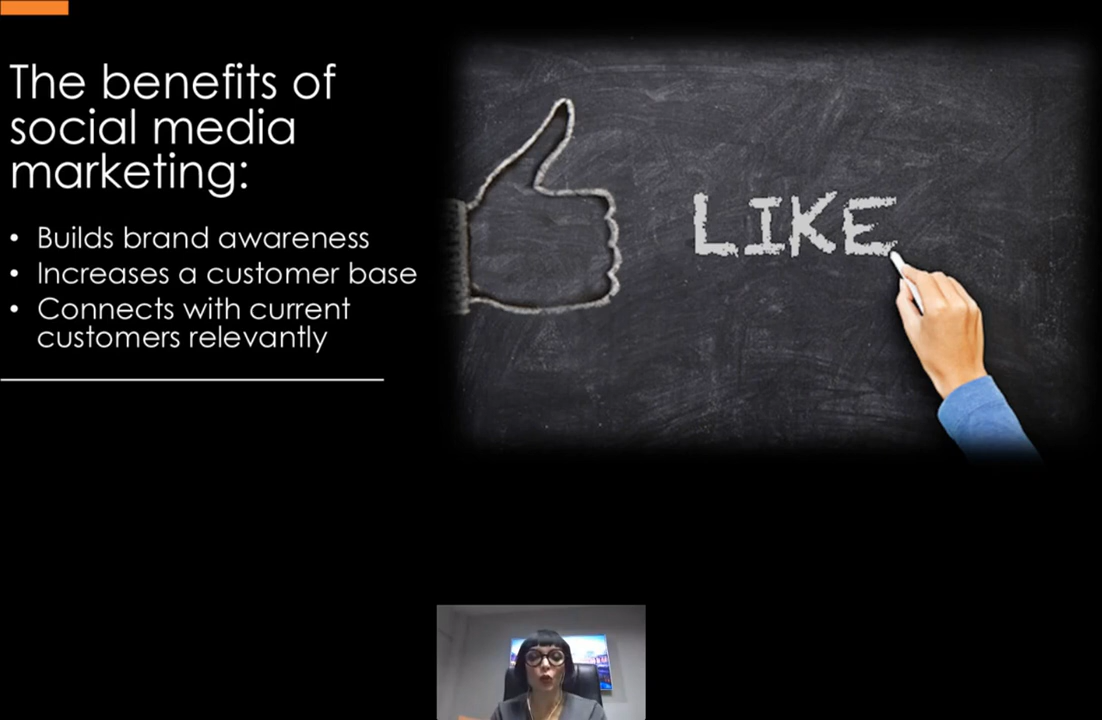 The benefits of
social media
marketing:
• Builds brand awareness
• Increases a customer base
• Connects with current
customers relevantly
LIKE